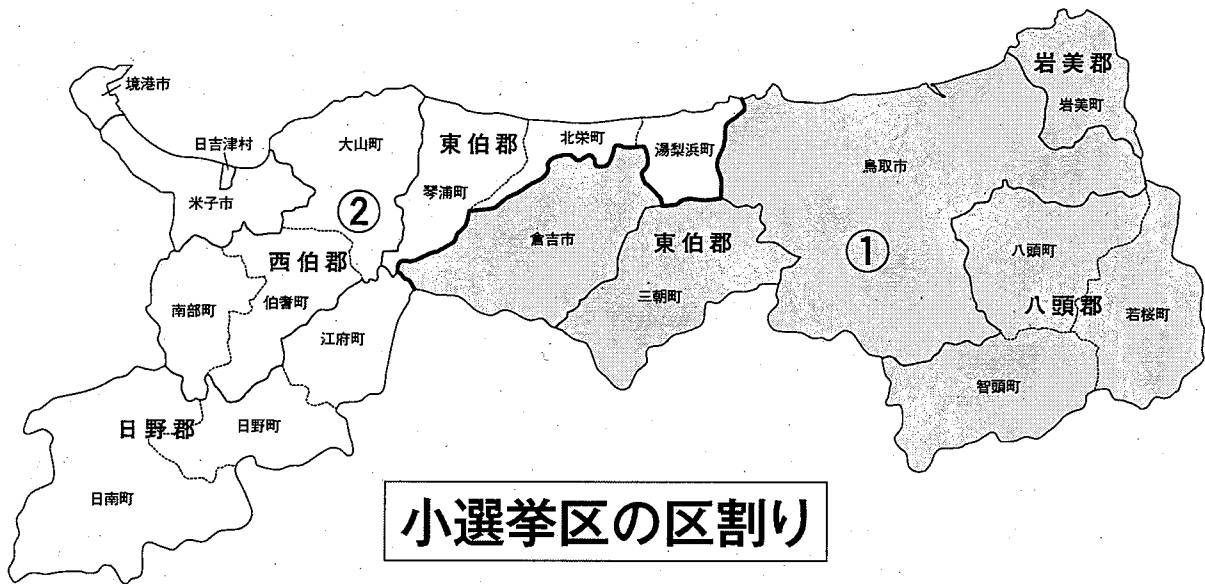 岩美郡
岩美町
境港市
日吉津村
大山町
東伯郡
北栄町
湯梨浜町
鳥取市
米子市
②
琴浦町
倉吉市
東伯郡
①
八頭町
西伯郡
南部町
伯耆町
三朝町
八頭郡
若桜町
江府町
智頭町
日野郡
日野町
日南町
小選挙区の区割り